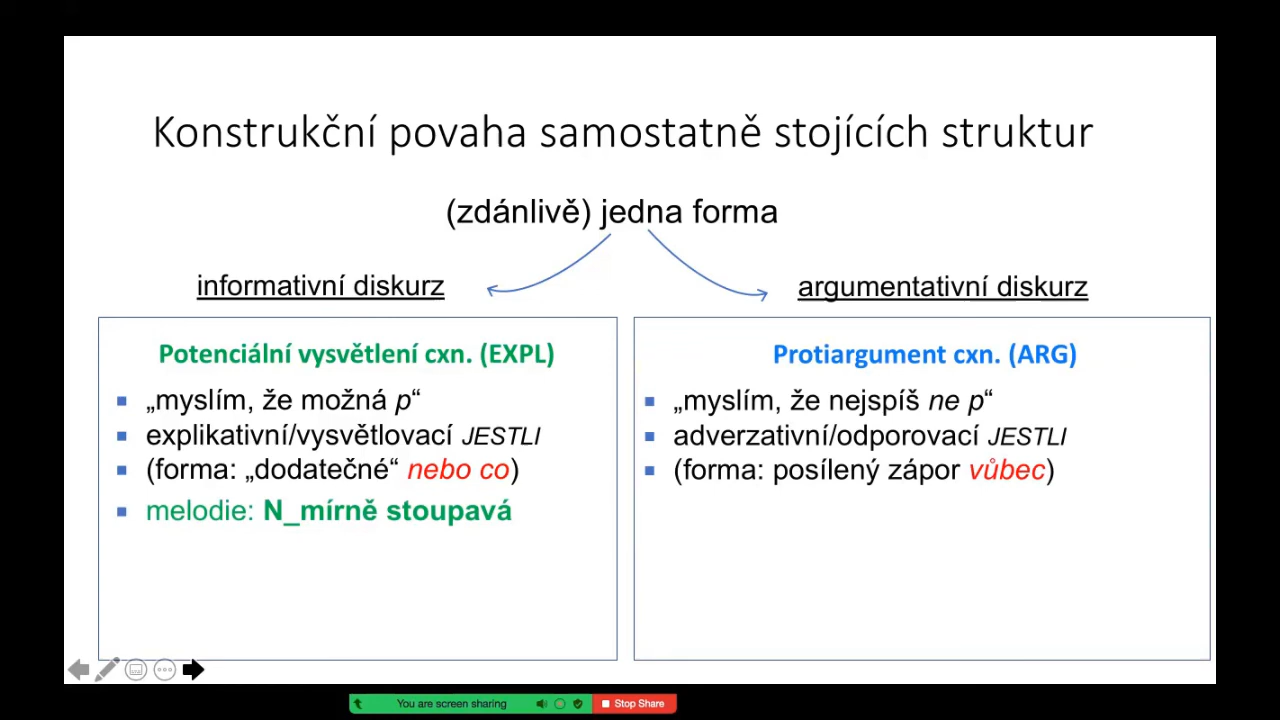 Konstrukční povaha samostatně stojících struktur
(zdánlivě) jedna forma
informativní diskurz
argumentativní diskurz
Potenciální vysvětlení cxn. (EXPL)
„myslím, že možná p“
explikativní/vysvětlovací JESTLI
(forma: „dodatečné“ nebo co)
melodie: N_mírně stoupavá
Protiargument cxn. (ARG)
„myslím, že nejspíš ne p“
adverzativní/odporovací JESTLI
(forma: posílený zápor vůbec)
You are screen sharing
Stop Share